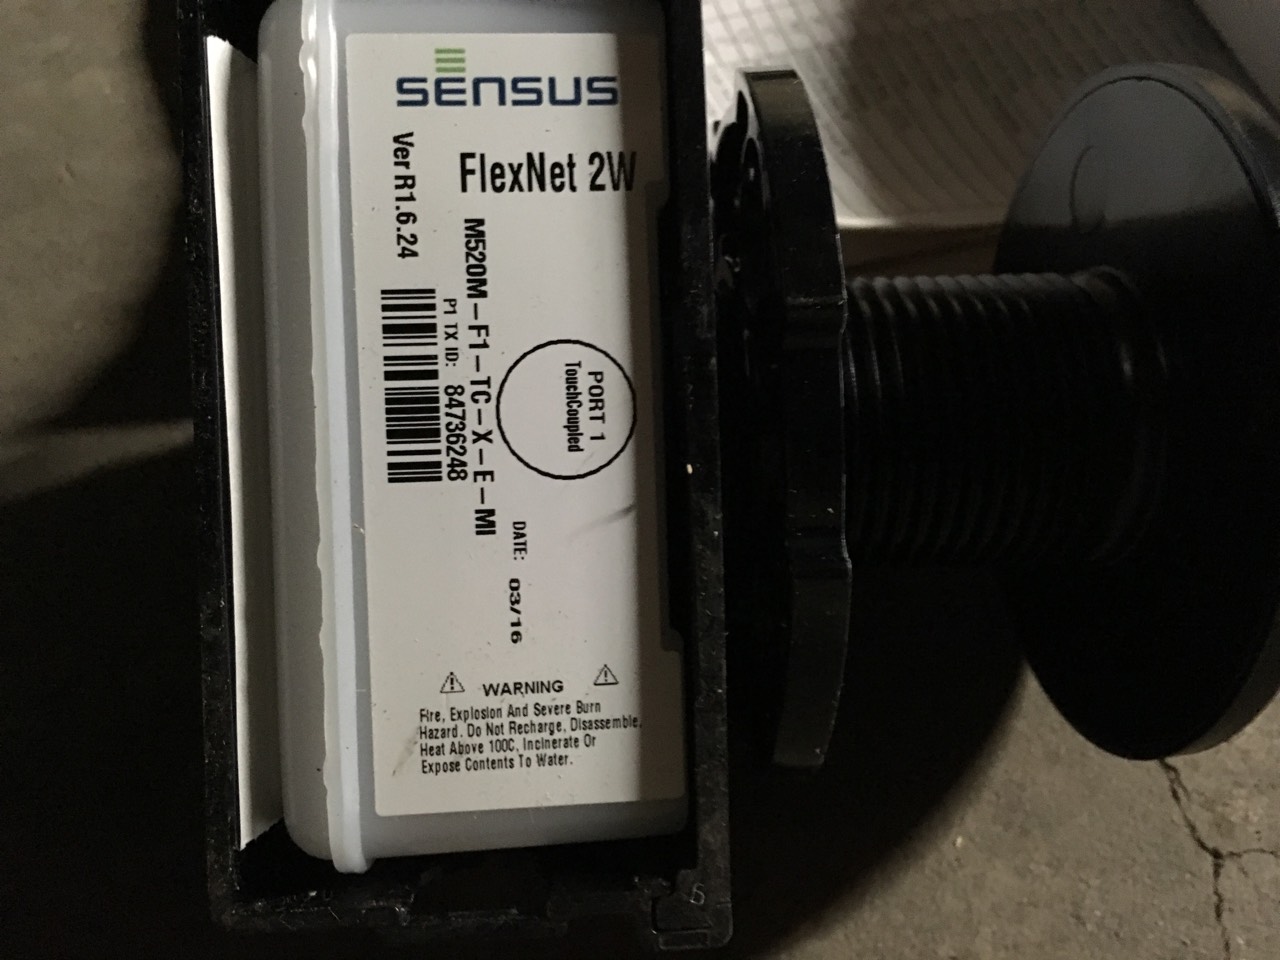 SENSUS
FlexNet 2W
Ver R1.6.24
M520M-F1-TC-X-E-MI
P1 TX ID: 84736248
PORT 1
TouchCoupled
DATE: 03/16
WARNING
Fire, Explosion And Severe Burn
Hazard. Do Not Recharge, Disassemble,
Heat Above 100C, Incinerate Or
Expose Contents To Water.
5